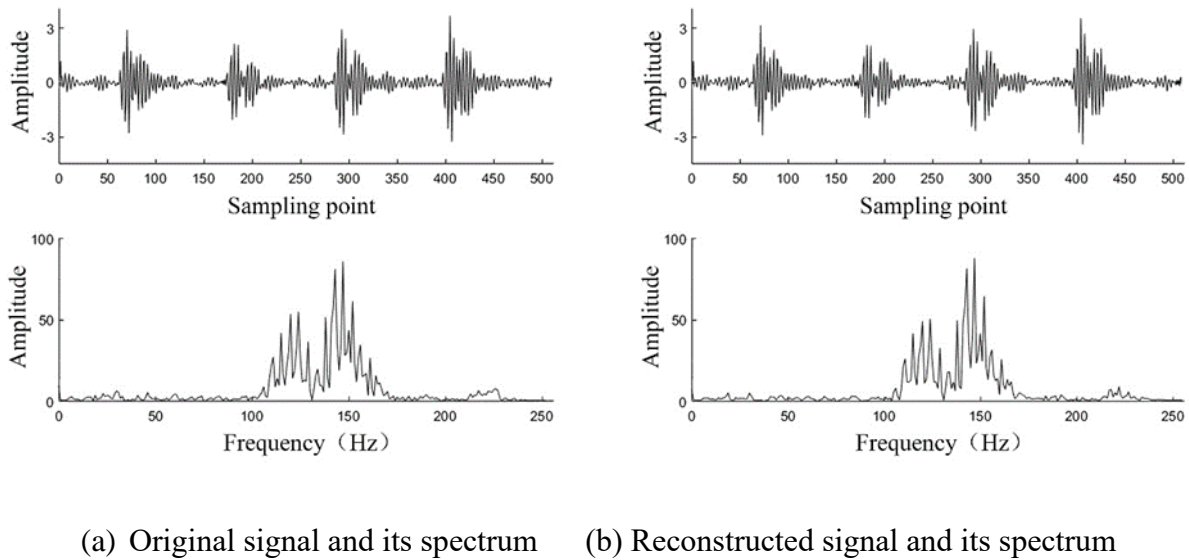 3
0
-3
Amplitude
0 50 100 150 200 250 300 350 400 450 500
Sampling point
100
50
0
Amplitude
0 50 100 150 200 250
Frequency（Hz）
3
0
-3
Amplitude
0 50 100 150 200 250 300 350 400 450 500
Sampling point
100
50
0
Amplitude
0 50 100 150 200 250
Frequency（Hz）
(a) Original signal and its spectrum
(b) Reconstructed signal and its spectrum